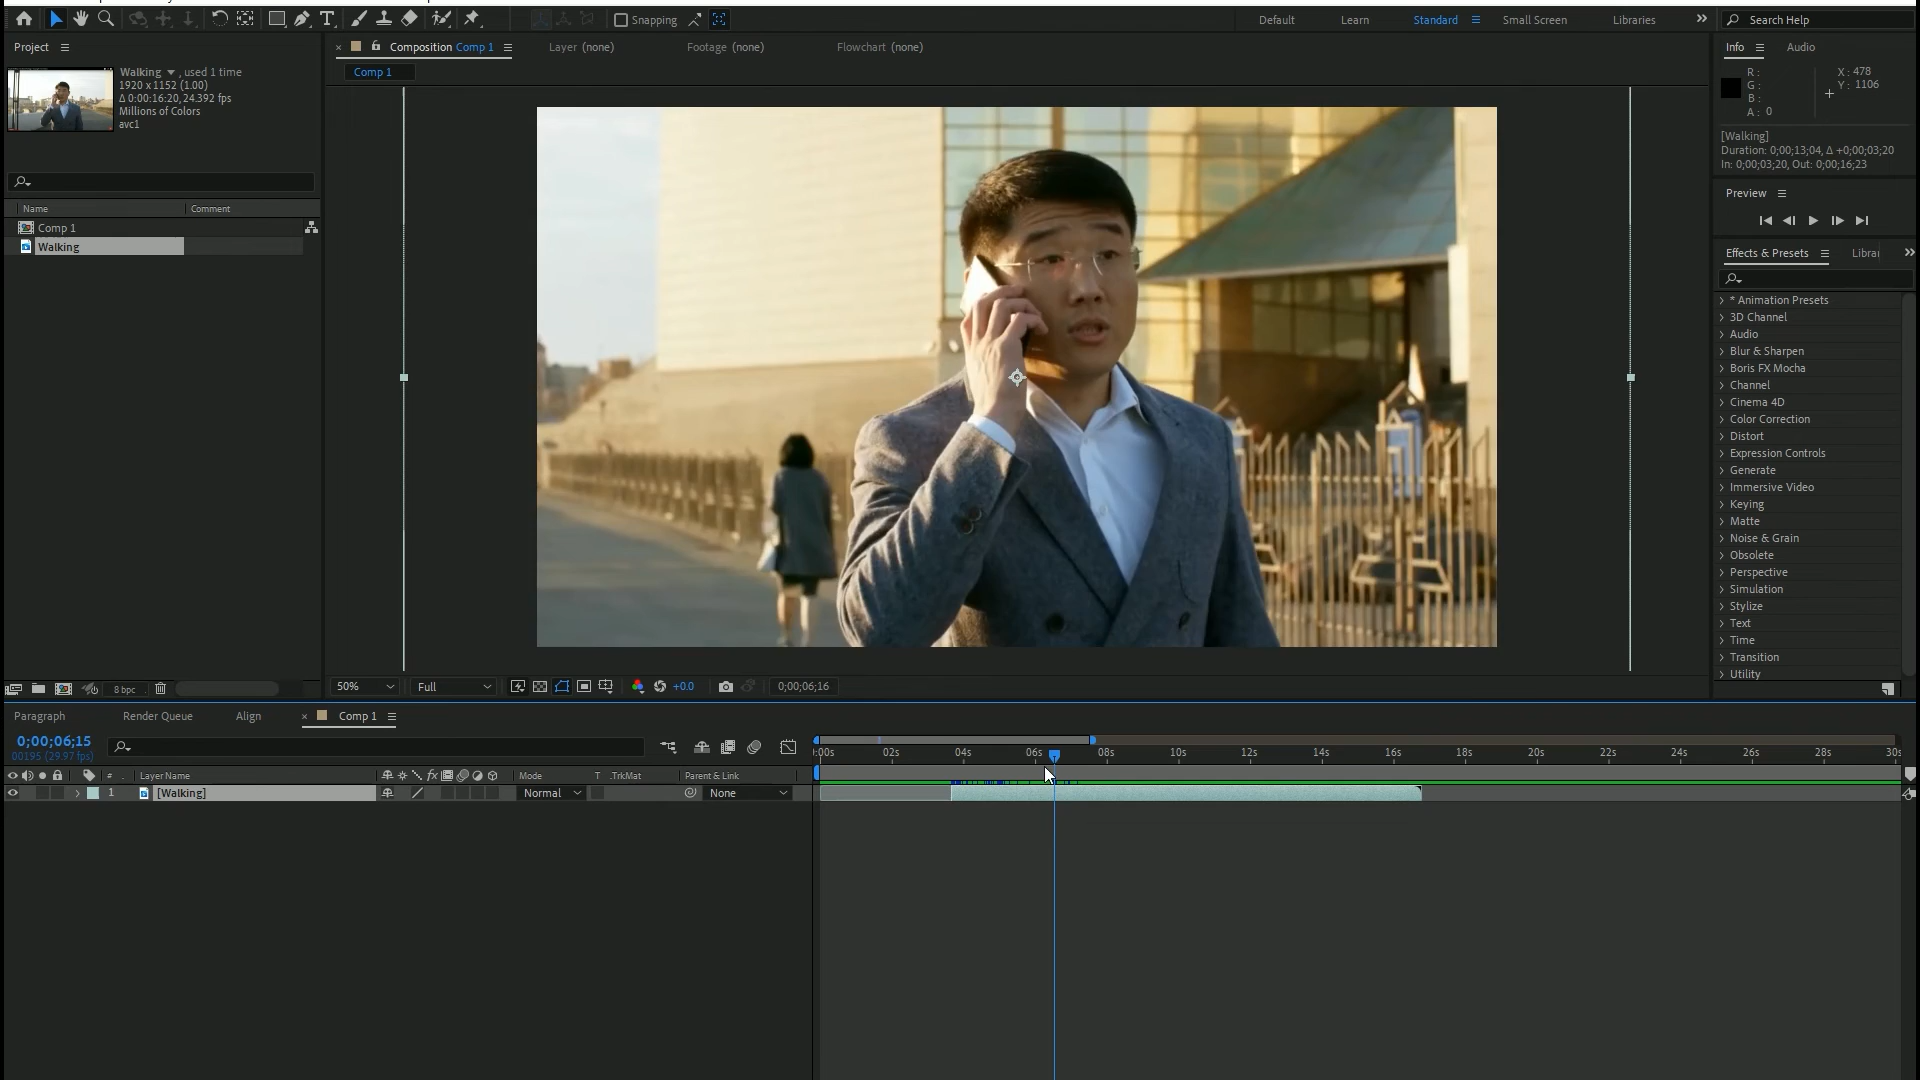 Snapping
Default
Learn
Standard
Small Screen
Libraries
Search Help
Project
Composition Comp 1
Layer (none)
Footage (none)
Flowchart (none)
Info
Audio
Walking , used 1 time
1920 x 1152 (1.00)
Δ 0:00:16:20, 24.392 fps
Millions of Colors
avc1
Comp 1
R :
G :
B :
A : 0
X : 478
Y : 1106
[Walking]
Duration: 0;00;13;04, Δ +0;00;03;20
In: 0;00;03;20, Out: 0;00;16;23
Preview
Name
Comment
Comp 1
Walking
Effects & Presets
* Animation Presets
3D Channel
Audio
Blur & Sharpen
Boris FX Mocha
Channel
Cinema 4D
Color Correction
Distort
Expression Controls
Generate
Immersive Video
Keying
Matte
Noise & Grain
Obsolete
Perspective
Simulation
Stylize
Text
Time
Transition
Utility
8 bpc
50%
Full
+0.0
0;00;06;16
Paragraph
Render Queue
Align
Comp 1
0;00;06;15
00195 (29.97 fps)
:00s 02s 04s 06s 08s 10s 12s 14s 16s 18s 20s 22s 24s 26s 28s 30s
# Layer Name
fx
Mode
T .TrkMat
Parent & Link
1 [Walking]
Normal
None